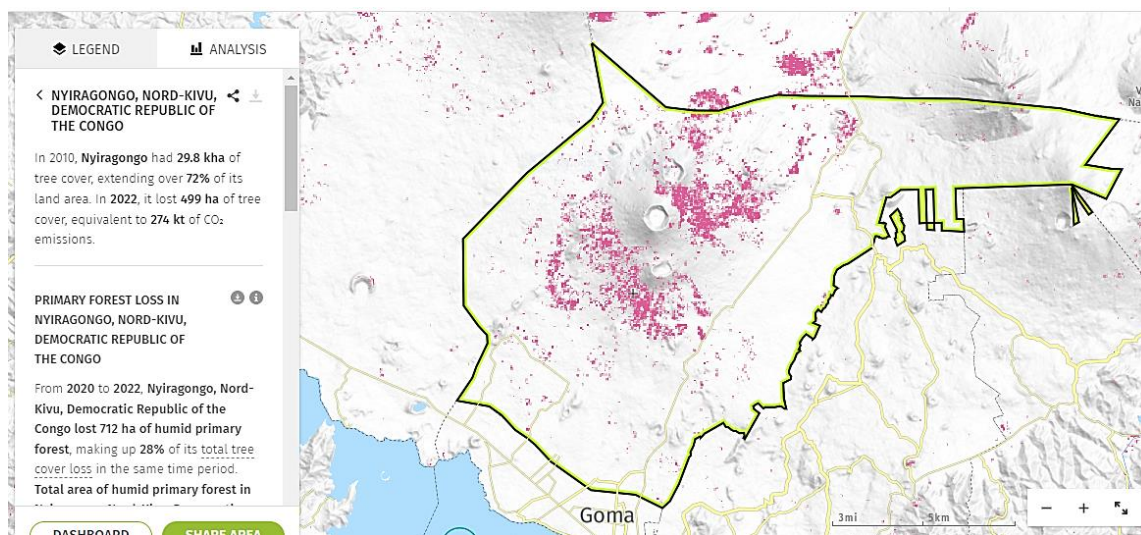 LEGEND
ANALYSIS
NYIRAGONGO, NORD-KIVU,
DEMOCRATIC REPUBLIC OF
THE CONGO
In 2010, Nyiragongo had 29.8 kha of
tree cover, extending over 72% of its
land area. In 2022, it lost 499 ha of tree
cover, equivalent to 274 kt of CO₂
emissions.
PRIMARY FOREST LOSS IN
NYIRAGONGO, NORD-KIVU,
DEMOCRATIC REPUBLIC OF
THE CONGO
From 2020 to 2022, Nyiragongo, Nord-
Kivu, Democratic Republic of the
Congo lost 712 ha of humid primary
forest, making up 28% of its total tree
cover loss in the same time period.
Total area of humid primary forest in
DASHBOARD
SHARE AREA
Goma
3mi
5km